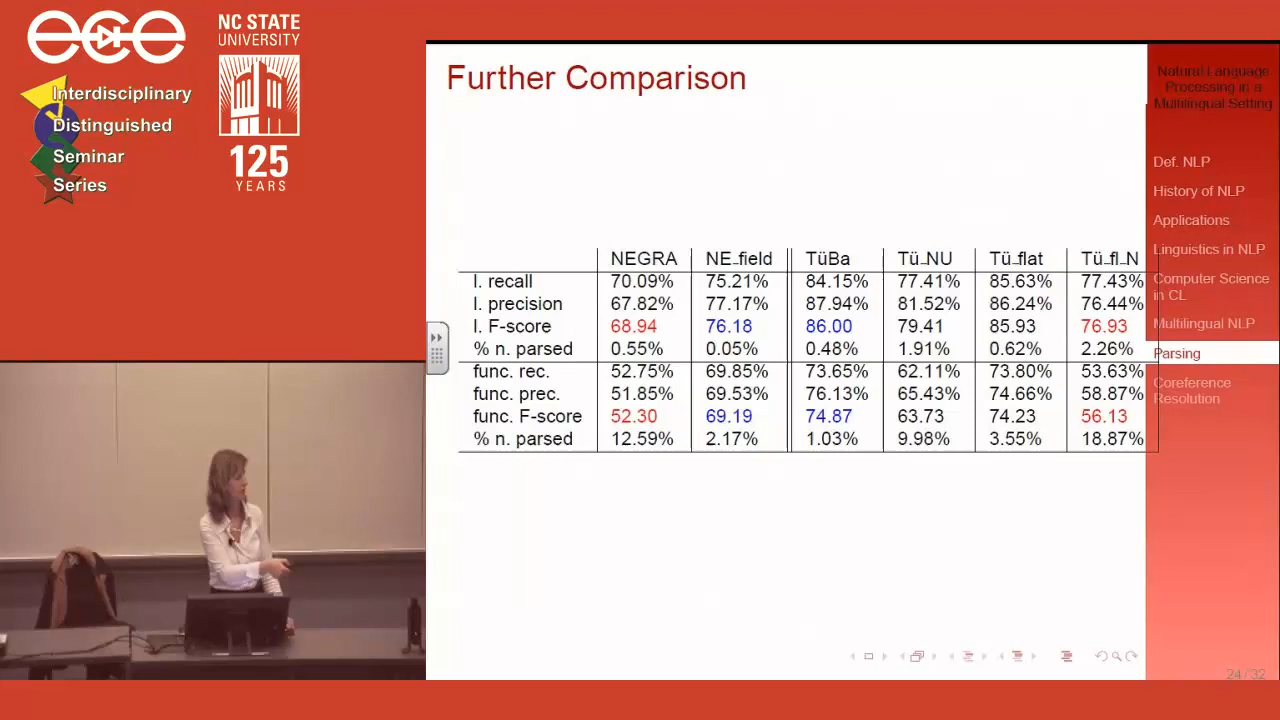 ece
Interdisciplinary
Distinguished
Seminar
Series
NC STATE
UNIVERSITY
125
YEARS
Further Comparison
NEGRA NE_field TüBa Tü_NU Tü_flat Tü_fl_N
l. recall 70.09% 75.21% 84.15% 77.41% 85.63% 77.43%
l. precision 67.82% 77.17% 87.94% 81.52% 86.24% 76.44%
l. F-score 68.94 76.18 86.00 79.41 85.93 76.93
% n. parsed 0.55% 0.05% 0.48% 1.91% 0.62% 2.26%
func. rec. 52.75% 69.85% 73.65% 62.11% 73.80% 53.63%
func. prec. 51.85% 69.53% 76.13% 65.43% 74.66% 58.87%
func. F-score 52.30 69.19 74.87 63.73 74.23 56.13
% n. parsed 12.59% 2.17% 1.03% 9.98% 3.55% 18.87%
Natural Language
Processing in a
Multilingual Setting
Def. NLP
History of NLP
Applications
Linguistics in NLP
Computer Science
in CL
Multilingual NLP
Parsing
Coreference
Resolution
24 / 32